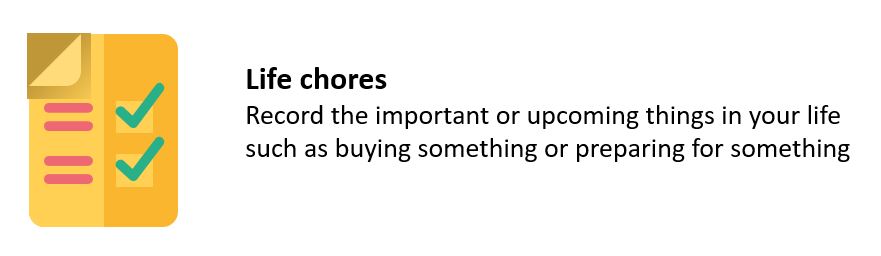 Life chores
Record the important or upcoming things in your life
such as buying something or preparing for something